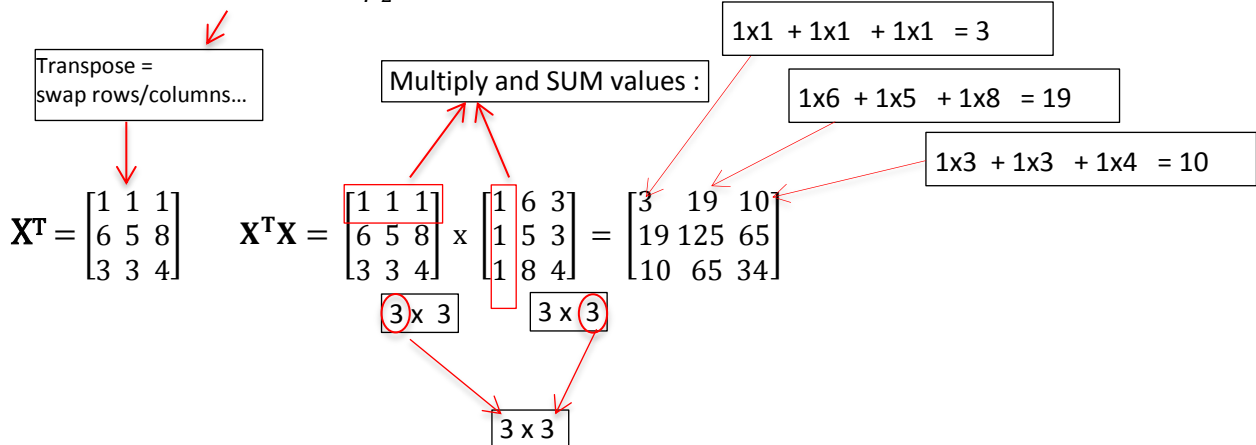 1x1 + 1x1 + 1x1 = 3
Transpose =
swap rows/columns…
Multiply and SUM values :
1x6 + 1x5 + 1x8 = 19
1x3 + 1x3 + 1x4 = 10
[1 1 1] [1 1 1] [1 6 3] [3 19 10]
X^T = [6 5 8] X^T X = [6 5 8] x [1 5 3] = [19 125 65]
[3 3 4] [3 3 4] [1 8 4] [10 65 34]
3 x 3 3 x 3
3 x 3